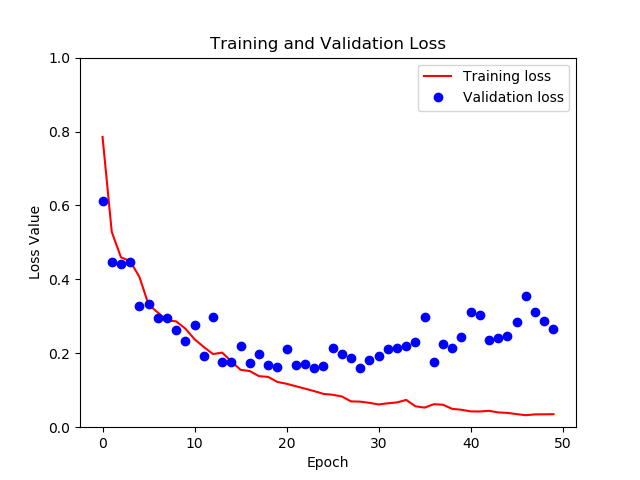 Training and Validation Loss
1.0
0.8
0.6
0.4
0.2
0.0
Loss Value
Training loss
Validation loss
0 10 20 30 40 50
Epoch